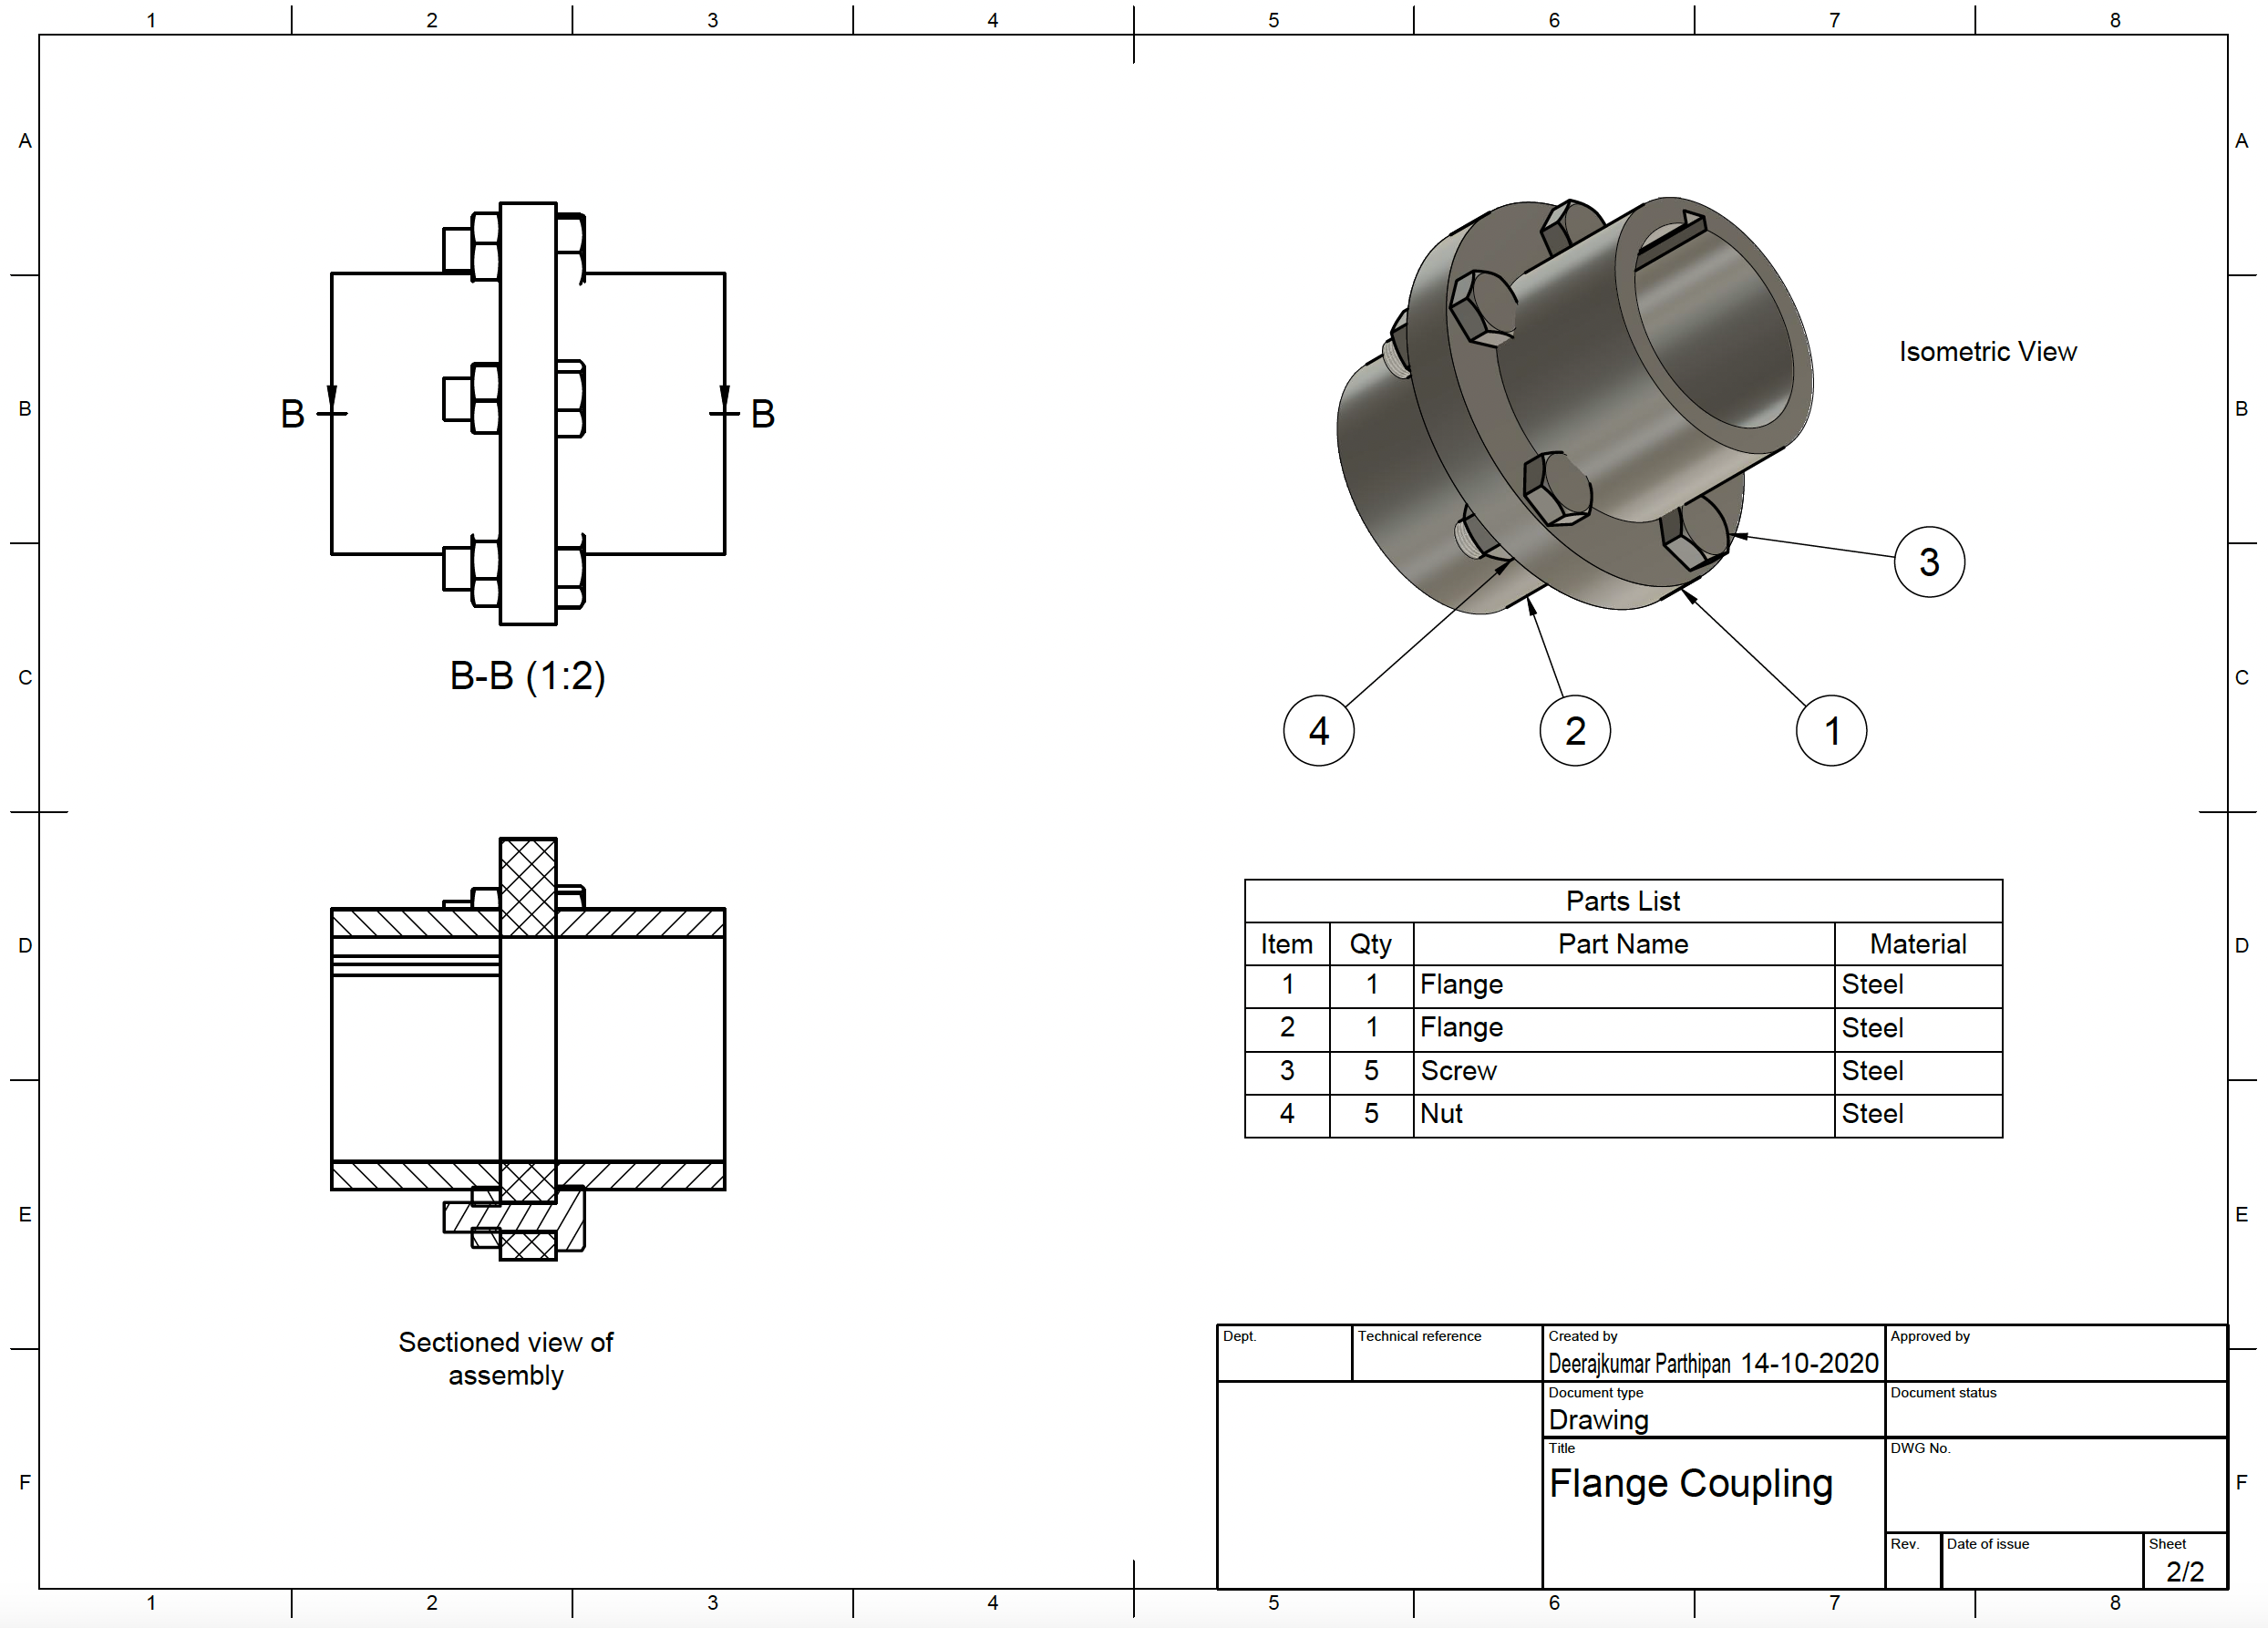 1 2 3 4 5 6 7 8
A A
B B
C C
D D
E E
F F
B B
B-B (1:2)
Isometric View
3
4 2 1
Parts List
Item Qty Part Name Material
1 1 Flange Steel
2 1 Flange Steel
3 5 Screw Steel
4 5 Nut Steel
Sectioned view of
assembly
Dept. Technical reference Created by Approved by
Deerajkumar Parthipan 14-10-2020
Document type Document status
Drawing
Title DWG No.
Flange Coupling
Rev. Date of issue Sheet
2/2
1 2 3 4 5 6 7 8